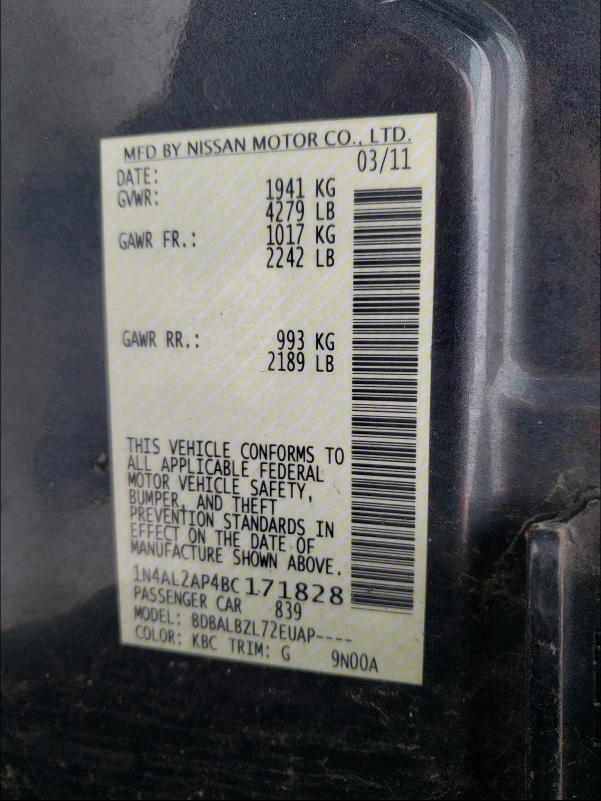 MFD BY NISSAN MOTOR CO., LTD.
DATE: 03/11
GVWR: 1941 KG
4279 LB
GAWR FR.: 1017 KG
2242 LB
GAWR RR.: 993 KG
2189 LB
THIS VEHICLE CONFORMS TO
ALL APPLICABLE FEDERAL
MOTOR VEHICLE SAFETY,
BUMPER, AND THEFT
PREVENTION STANDARDS IN
EFFECT ON THE DATE OF
MANUFACTURE SHOWN ABOVE.
1N4AL2AP4BC171828
PASSENGER CAR 839
MODEL: BDBALBZL72EUAP----
COLOR: KBC TRIM: G 9N00A